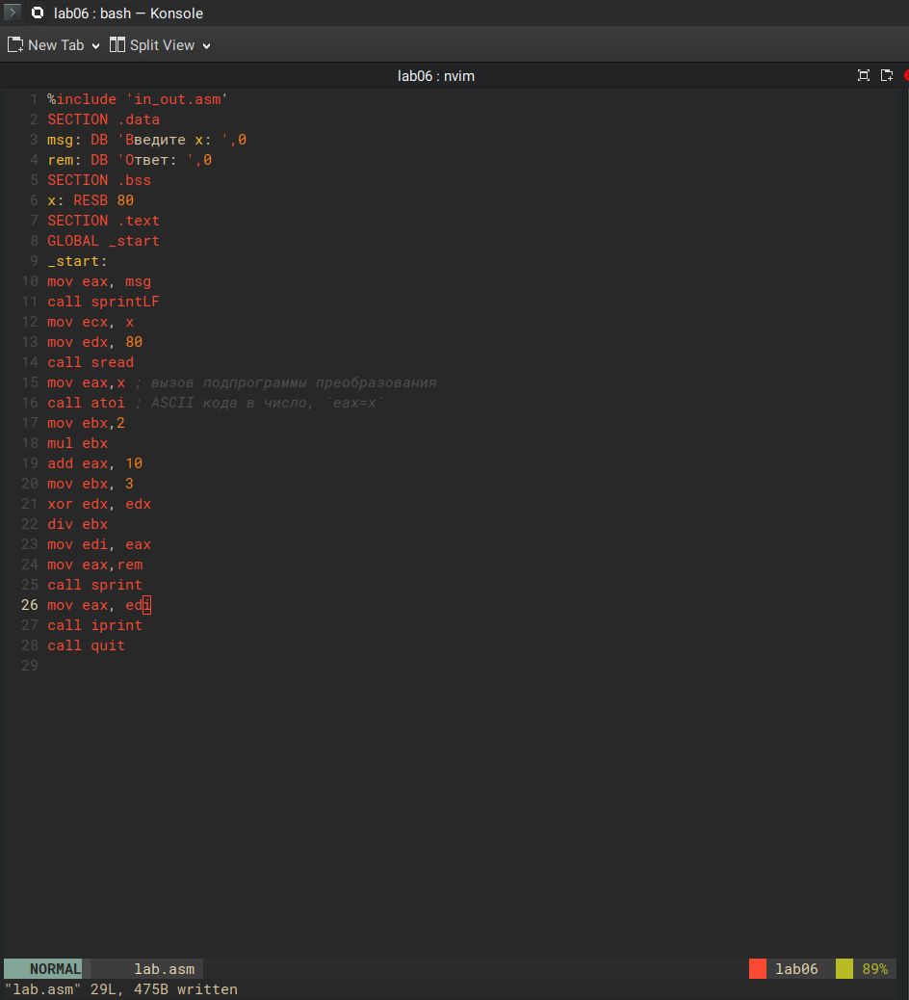 lab06 : bash — Konsole
New Tab Split View
lab06 : nvim
1 %include 'in_out.asm'
2 SECTION .data
3 msg: DB 'Введите x: ',0
4 rem: DB 'Ответ: ',0
5 SECTION .bss
6 x: RESB 80
7 SECTION .text
8 GLOBAL _start
9 _start:
10 mov eax, msg
11 call sprintLF
12 mov ecx, x
13 mov edx, 80
14 call sread
15 mov eax,x ; вызов подпрограммы преобразования
16 call atoi ; ASCII кода в число, `eax=x`
17 mov ebx,2
18 mul ebx
19 add eax, 10
20 mov ebx, 3
21 xor edx, edx
22 div ebx
23 mov edi, eax
24 mov eax,rem
25 call sprint
26 mov eax, edi
27 call iprint
28 call quit
29
NORMAL lab.asm lab06 89%
"lab.asm" 29L, 475B written